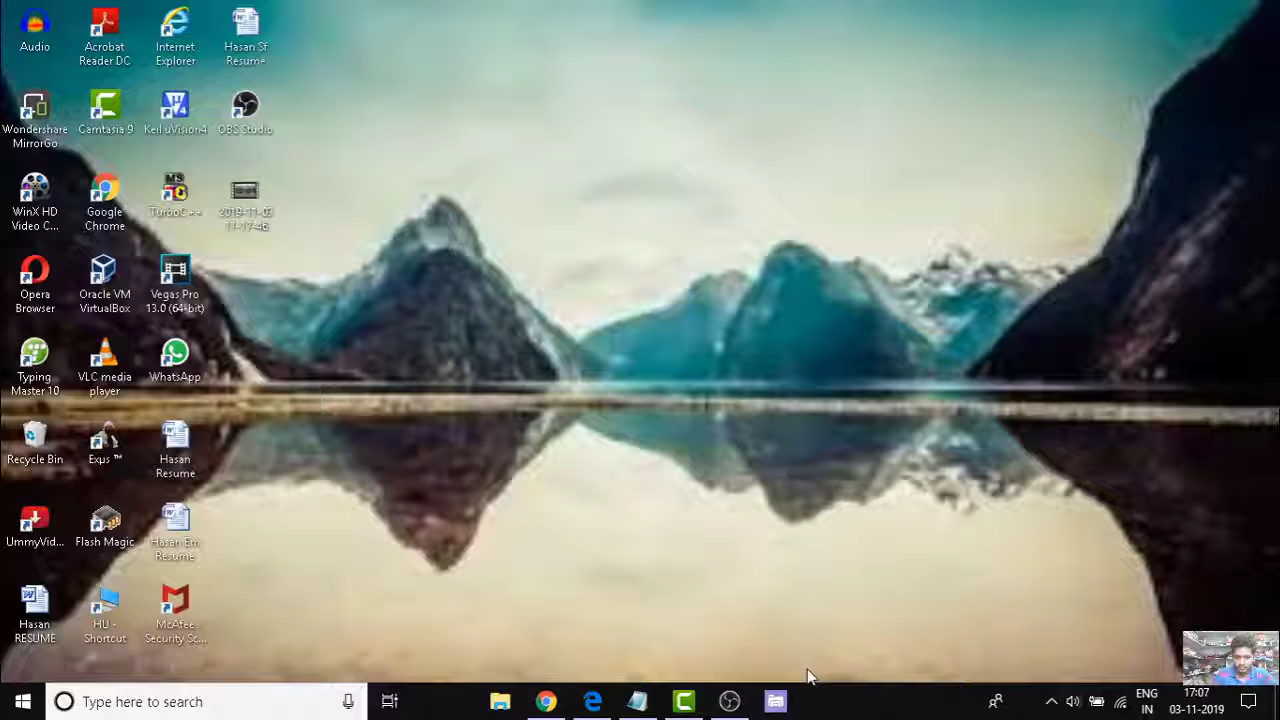 Audio
Acrobat
Reader DC
Internet
Explorer
Hasan Sf
Resume
Wondershare
MirrorGo
Camtasia 9
Keil uVision4
OBS Studio
WinX HD
Video C...
Google
Chrome
TurboC++
2019-11-03
11-17-46
Opera
Browser
Oracle VM
VirtualBox
Vegas Pro
13.0 (64-bit)
Typing
Master 10
VLC media
player
WhatsApp
Recycle Bin
Exμs ™
Hasan
Resume
UmmyVid...
Flash Magic
Hasan Em
Resume
Hasan
RESUME
HU -
Shortcut
McAfee
Security Sc...
Type here to search
ENG
IN
17:07
03-11-2019